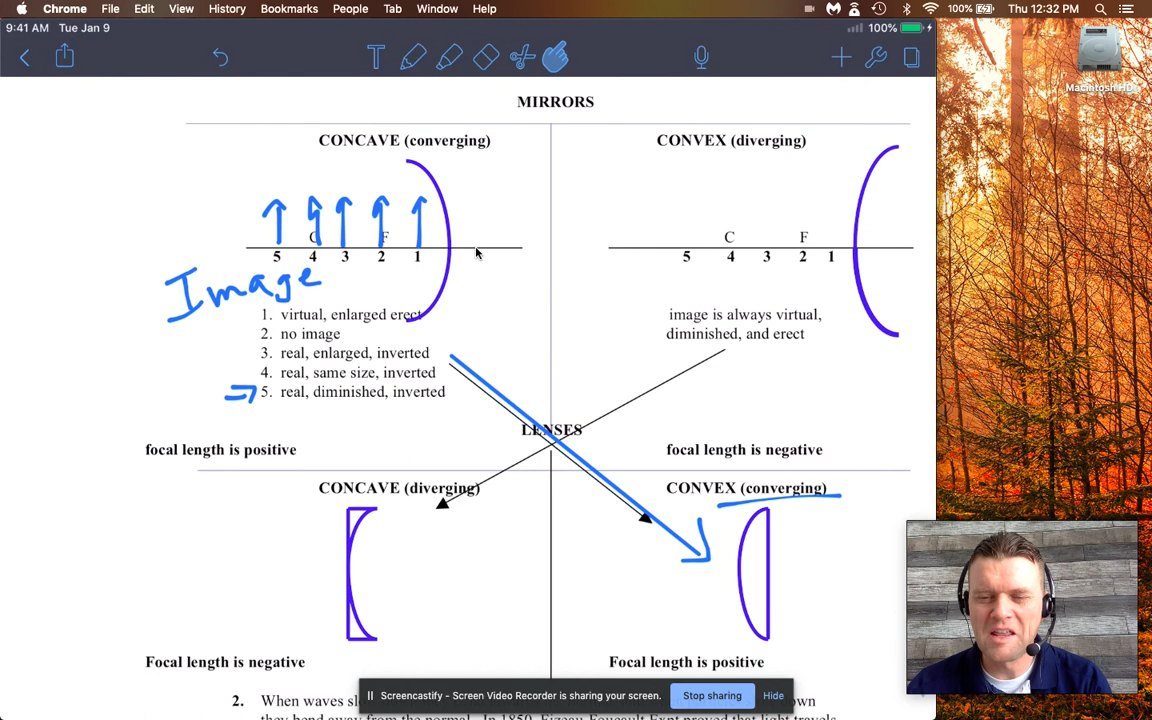 Chrome File Edit View History Bookmarks People Tab Window Help 100% Thu 12:32 PM
9:41 AM Tue Jan 9 100%
Macintosh HD
MIRRORS
CONCAVE (converging) CONVEX (diverging)
C F C F
5 4 3 2 1 5 4 3 2 1
Image
1. virtual, enlarged erect image is always virtual,
2. no image diminished, and erect
3. real, enlarged, inverted
4. real, same size, inverted
5. real, diminished, inverted
LENSES
focal length is positive focal length is negative
CONCAVE (diverging) CONVEX (converging)
Focal length is negative Focal length is positive
Screencastify - Screen Video Recorder is sharing your screen. Stop sharing Hide
2. When waves